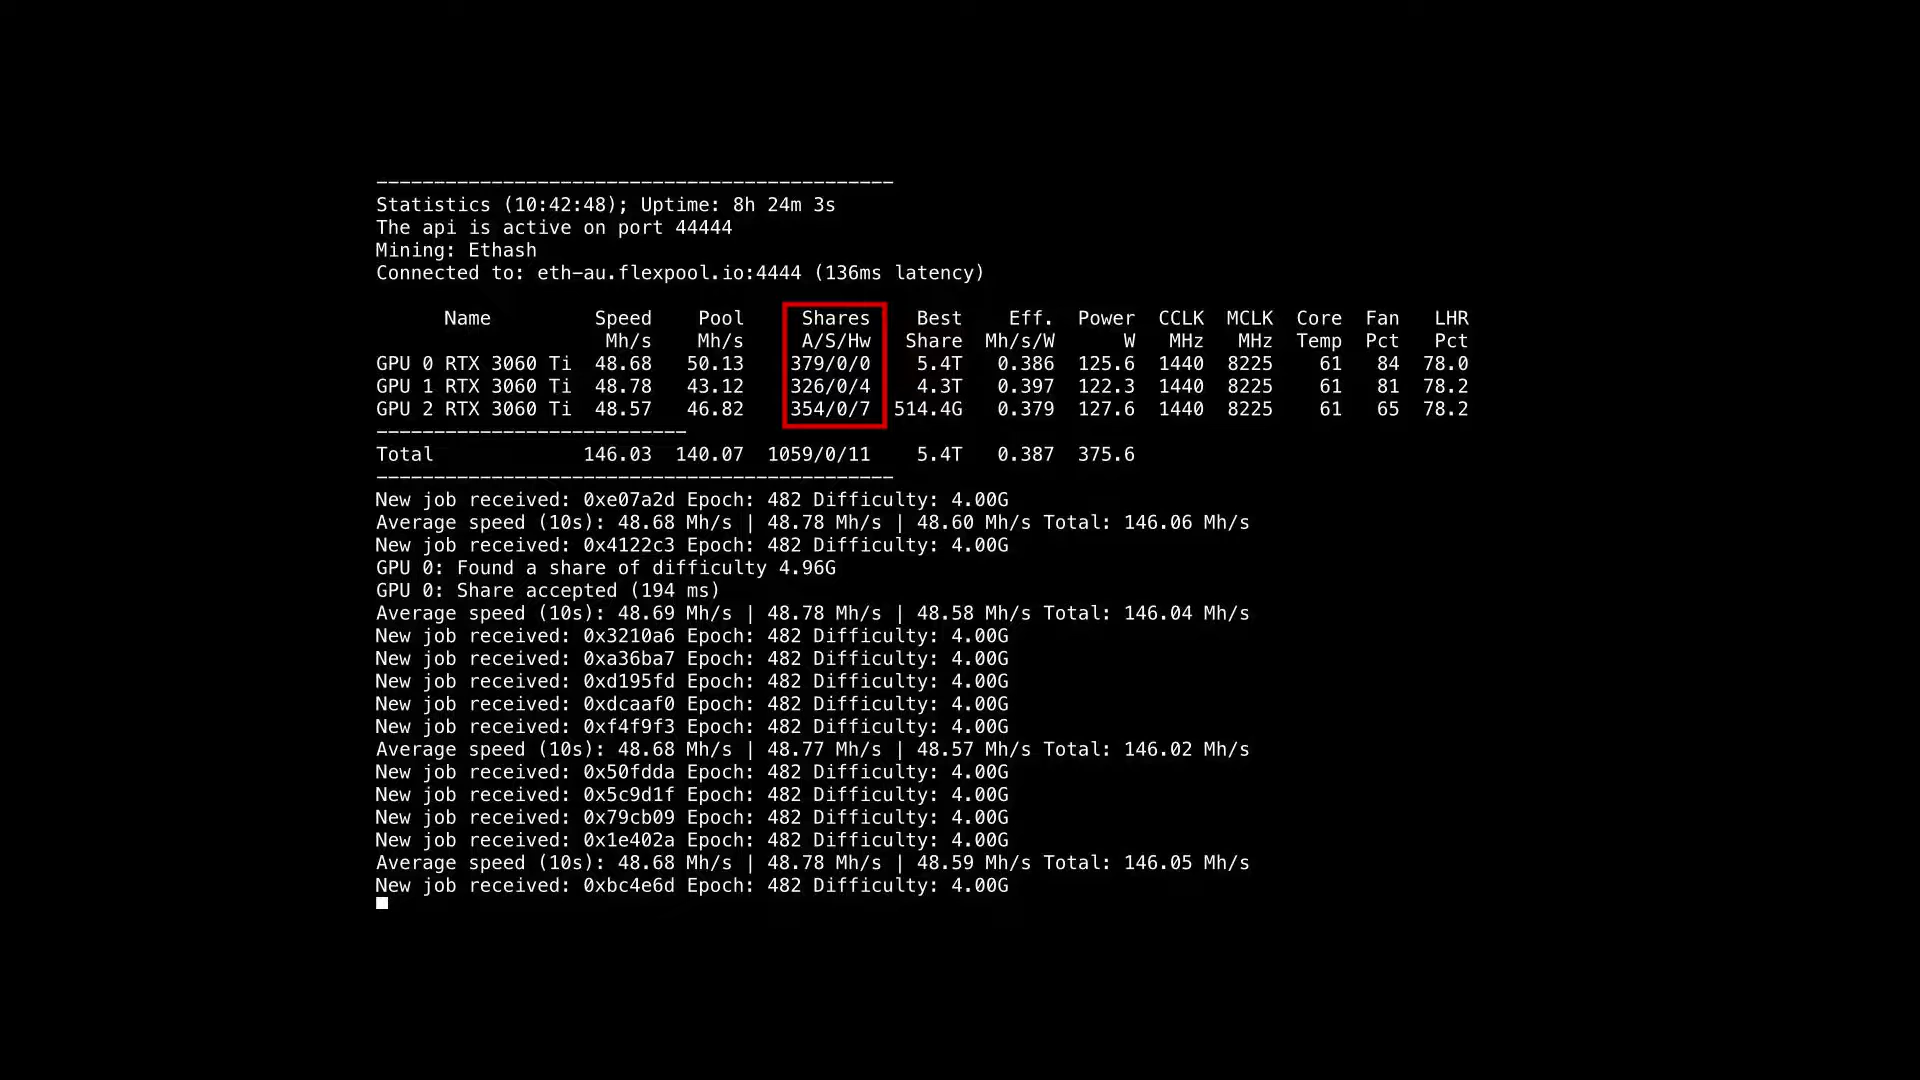 ---------------------------------------------
Statistics (10:42:48); Uptime: 8h 24m 3s
The api is active on port 44444
Mining: Ethash
Connected to: eth-au.flexpool.io:4444 (136ms latency)
Name Speed Pool Shares Best Eff. Power CCLK MCLK Core Fan LHR
Mh/s Mh/s A/S/Hw Share Mh/s/W W MHz MHz Temp Pct Pct
GPU 0 RTX 3060 Ti 48.68 50.13 379/0/0 5.4T 0.386 125.6 1440 8225 61 84 78.0
GPU 1 RTX 3060 Ti 48.78 43.12 326/0/4 4.3T 0.397 122.3 1440 8225 61 81 78.2
GPU 2 RTX 3060 Ti 48.57 46.82 354/0/7 514.4G 0.379 127.6 1440 8225 61 65 78.2
---------------------------
Total 146.03 140.07 1059/0/11 5.4T 0.387 375.6
---------------------------------------------
New job received: 0xe07a2d Epoch: 482 Difficulty: 4.00G
Average speed (10s): 48.68 Mh/s | 48.78 Mh/s | 48.60 Mh/s Total: 146.06 Mh/s
New job received: 0x4122c3 Epoch: 482 Difficulty: 4.00G
GPU 0: Found a share of difficulty 4.96G
GPU 0: Share accepted (194 ms)
Average speed (10s): 48.69 Mh/s | 48.78 Mh/s | 48.58 Mh/s Total: 146.04 Mh/s
New job received: 0x3210a6 Epoch: 482 Difficulty: 4.00G
New job received: 0xa36ba7 Epoch: 482 Difficulty: 4.00G
New job received: 0xd195fd Epoch: 482 Difficulty: 4.00G
New job received: 0xdcaaf0 Epoch: 482 Difficulty: 4.00G
New job received: 0xf4f9f3 Epoch: 482 Difficulty: 4.00G
Average speed (10s): 48.68 Mh/s | 48.77 Mh/s | 48.57 Mh/s Total: 146.02 Mh/s
New job received: 0x50fdda Epoch: 482 Difficulty: 4.00G
New job received: 0x5c9d1f Epoch: 482 Difficulty: 4.00G
New job received: 0x79cb09 Epoch: 482 Difficulty: 4.00G
New job received: 0x1e402a Epoch: 482 Difficulty: 4.00G
Average speed (10s): 48.68 Mh/s | 48.78 Mh/s | 48.59 Mh/s Total: 146.05 Mh/s
New job received: 0xbc4e6d Epoch: 482 Difficulty: 4.00G